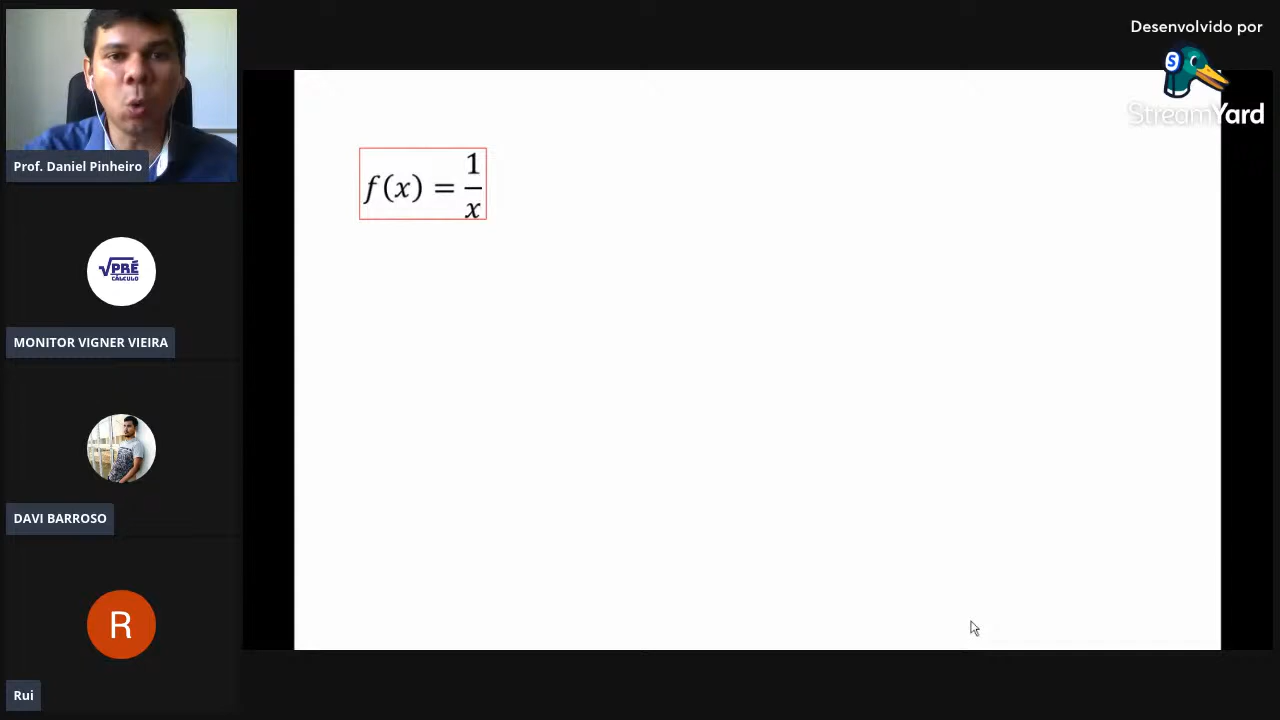 Desenvolvido por
S
StreamYard
Prof. Daniel Pinheiro
f(x) = 1/x
√PRÉ
CÁLCULO
MONITOR VIGNER VIEIRA
DAVI BARROSO
R
Rui